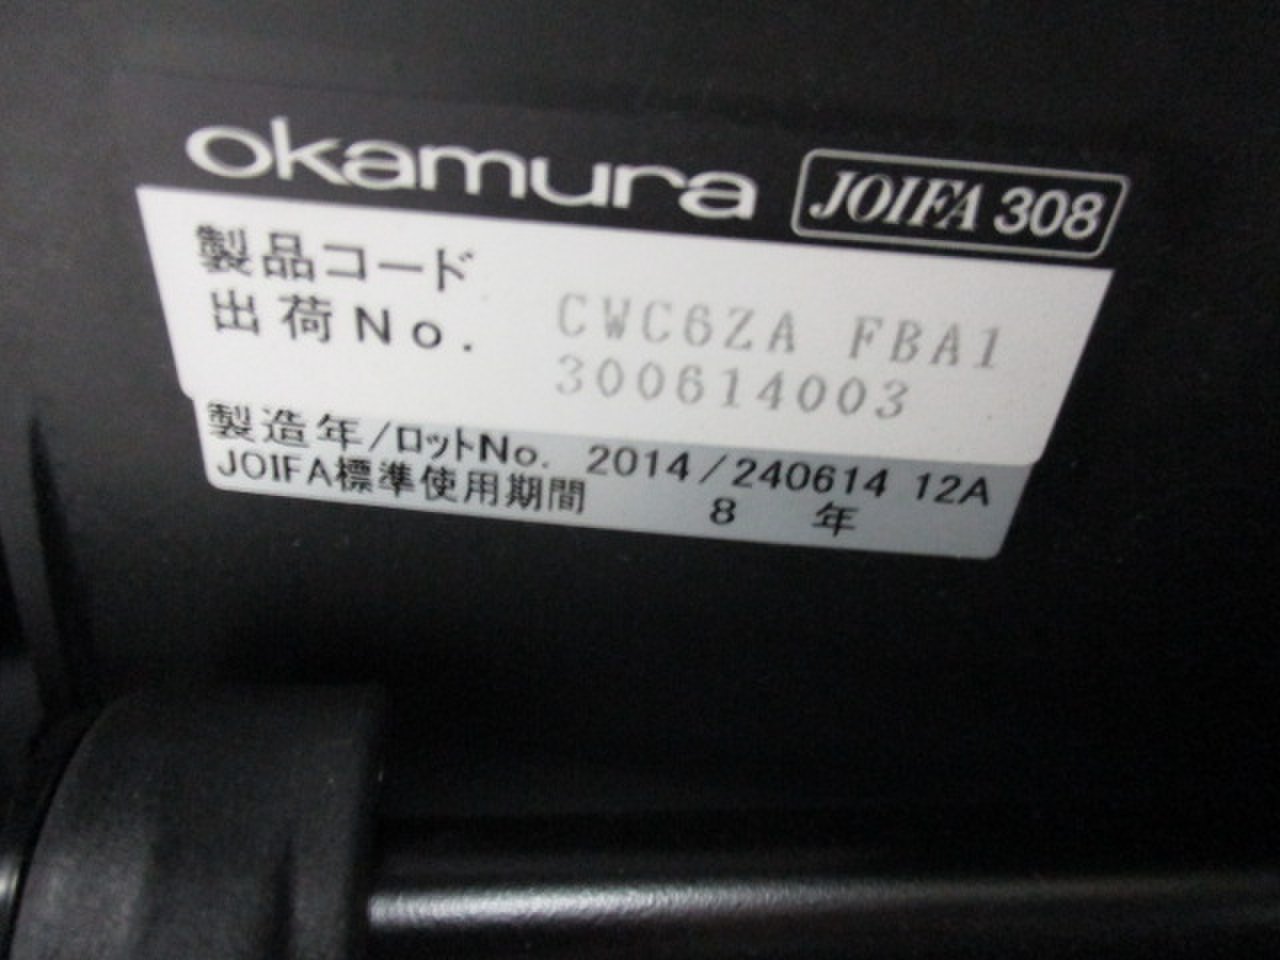 okamura JOIFA 308
製品コード CWC6ZA FBA1
出荷No. 300614003
製造年/ロットNo. 2014/240614 12A
JOIFA標準使用期間 8 年